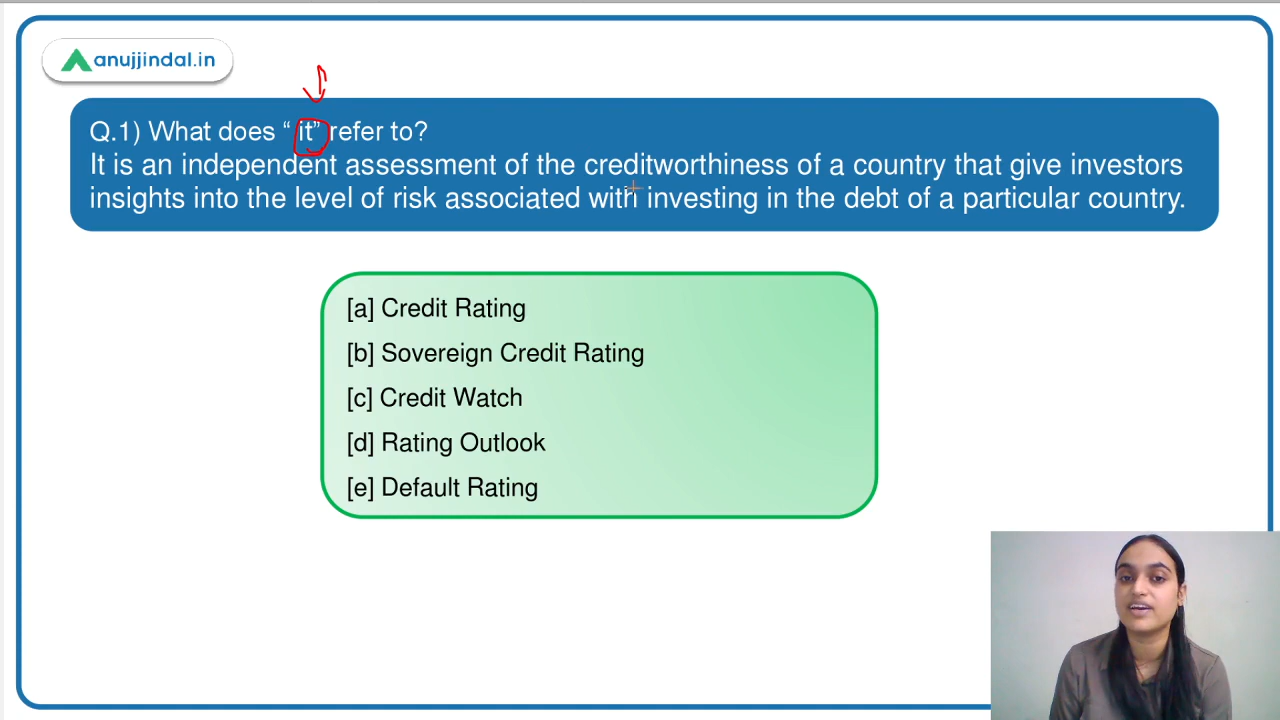 anujjindal.in
Q.1) What does “ it” refer to?
It is an independent assessment of the creditworthiness of a country that give investors
insights into the level of risk associated with investing in the debt of a particular country.
[a] Credit Rating
[b] Sovereign Credit Rating
[c] Credit Watch
[d] Rating Outlook
[e] Default Rating